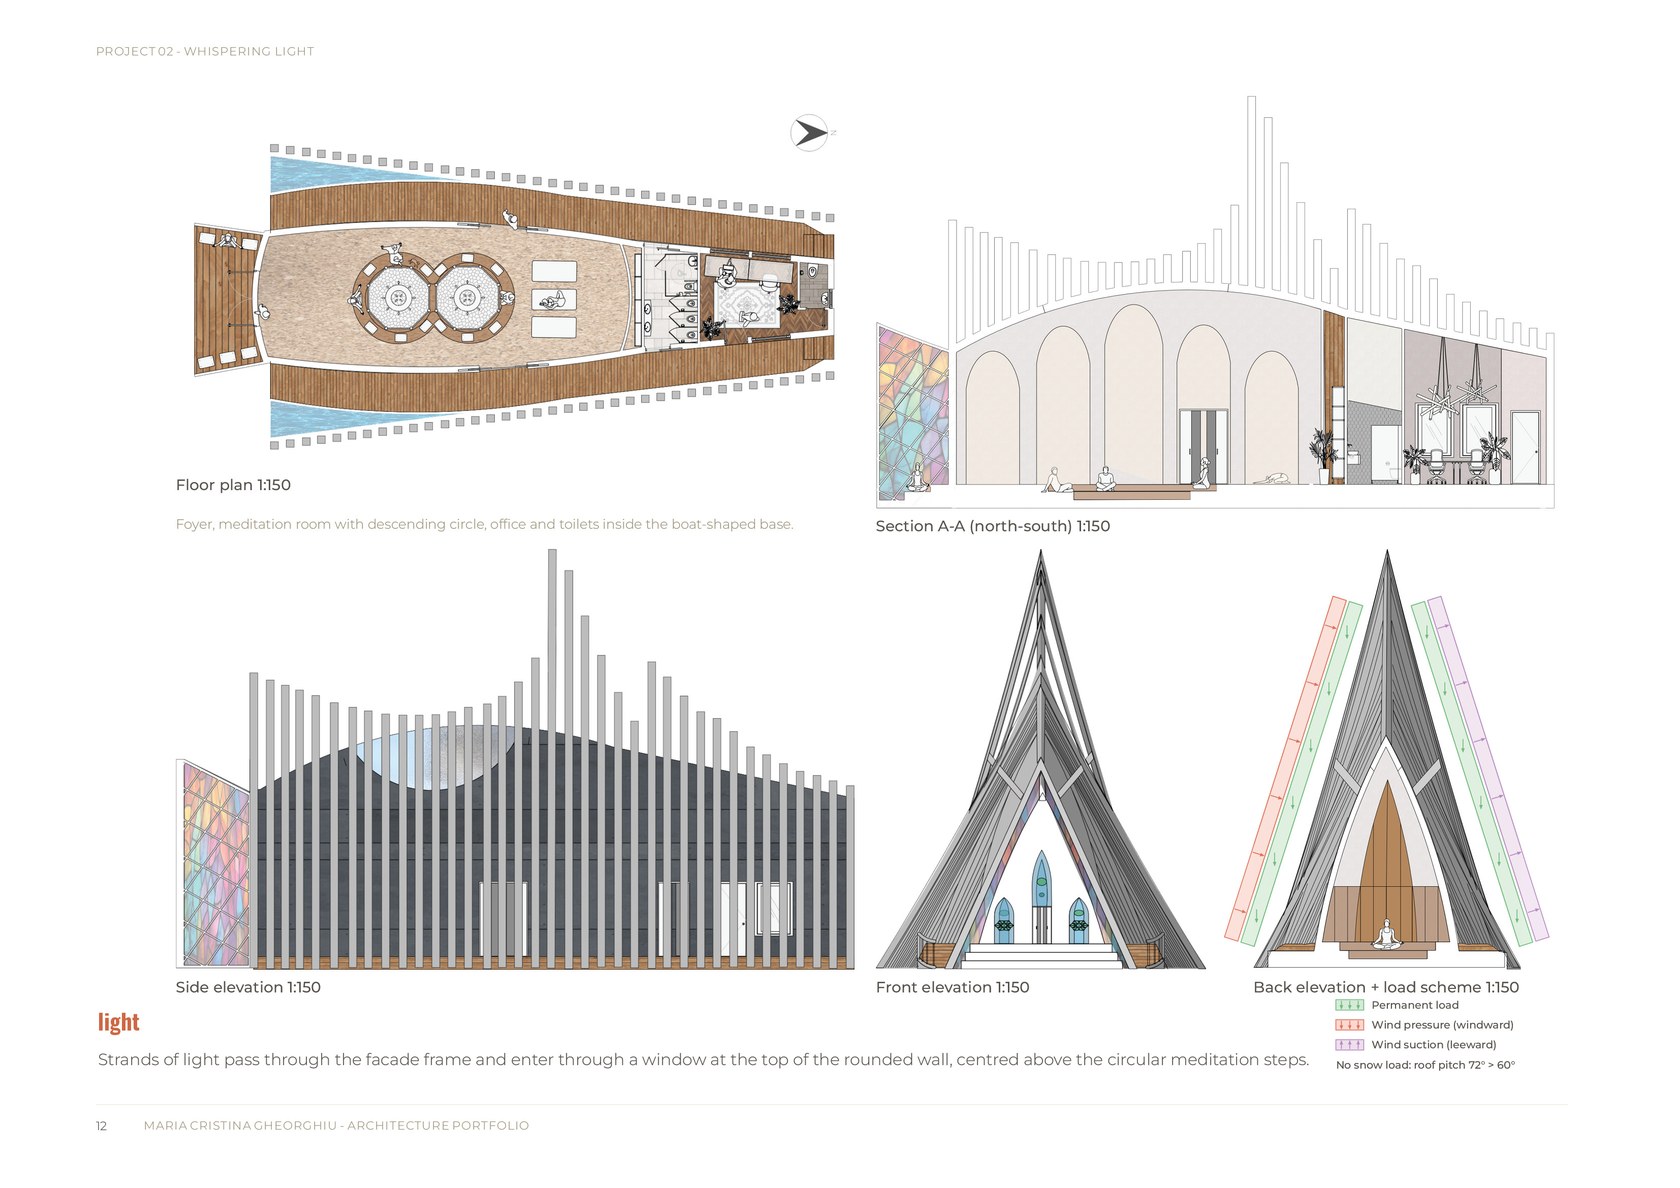 PROJECT 02 - WHISPERING LIGHT
N
Floor plan 1:150
Foyer, meditation room with descending circle, office and toilets inside the boat-shaped base.
Section A-A (north-south) 1:150
Side elevation 1:150
Front elevation 1:150
Back elevation + load scheme 1:150
Permanent load
Wind pressure (windward)
Wind suction (leeward)
No snow load: roof pitch 72° > 60°
light
Strands of light pass through the facade frame and enter through a window at the top of the rounded wall, centred above the circular meditation steps.
12 MARIA CRISTINA GHEORGHIU - ARCHITECTURE PORTFOLIO